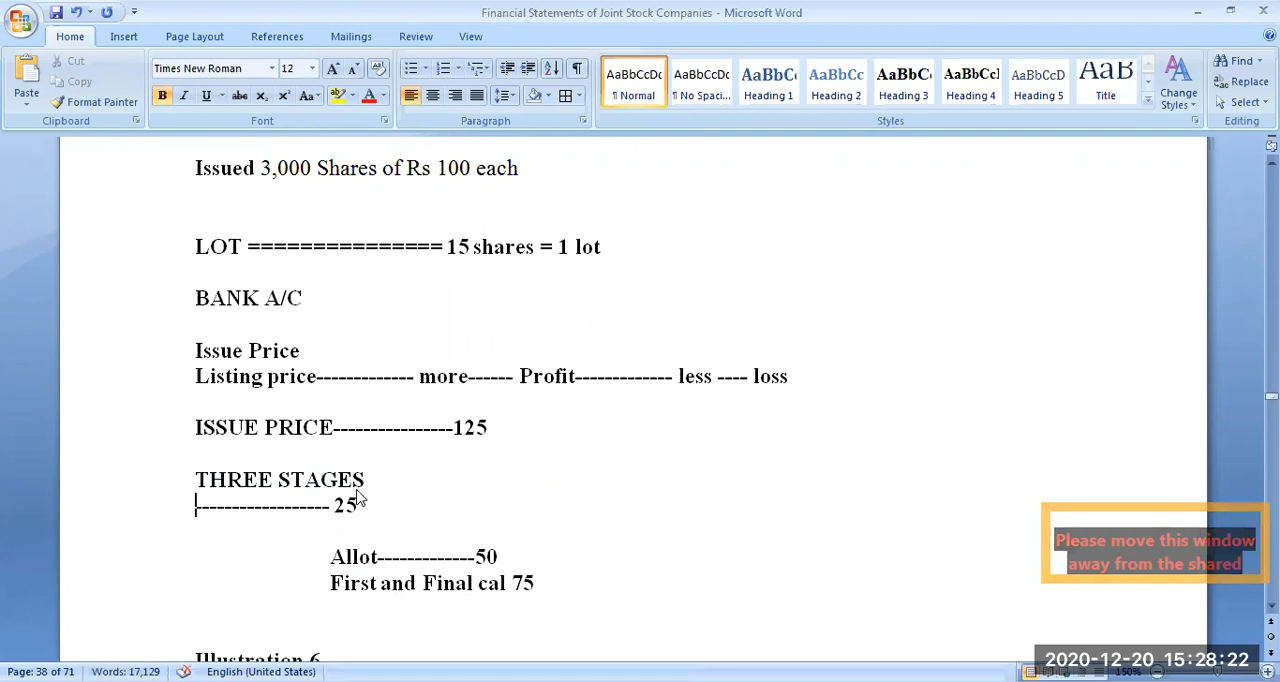 Financial Statements of Joint Stock Companies - Microsoft Word
Home Insert Page Layout References Mailings Review View
Paste
Cut
Copy
Format Painter
Clipboard
Times New Roman 12
Font
Paragraph
AaBbCcDc AaBbCcDc AaBbC AaBbCc AaBbCc AaBbCcl AaBbCcD AaB
¶ Normal ¶ No Spaci... Heading 1 Heading 2 Heading 3 Heading 4 Heading 5 Title
Change Styles
Styles
Find
Replace
Select
Editing
Issued 3,000 Shares of Rs 100 each
LOT =============== 15 shares = 1 lot
BANK A/C
Issue Price
Listing price------------- more------ Profit------------- less ---- loss
ISSUE PRICE----------------125
THREE STAGES
------------------ 25
Allot-------------50
First and Final cal 75
Illustration 6
Please move this window
away from the shared
2020-12-20 15:28:22
Page: 38 of 71 Words: 17,129 English (United States) 150%